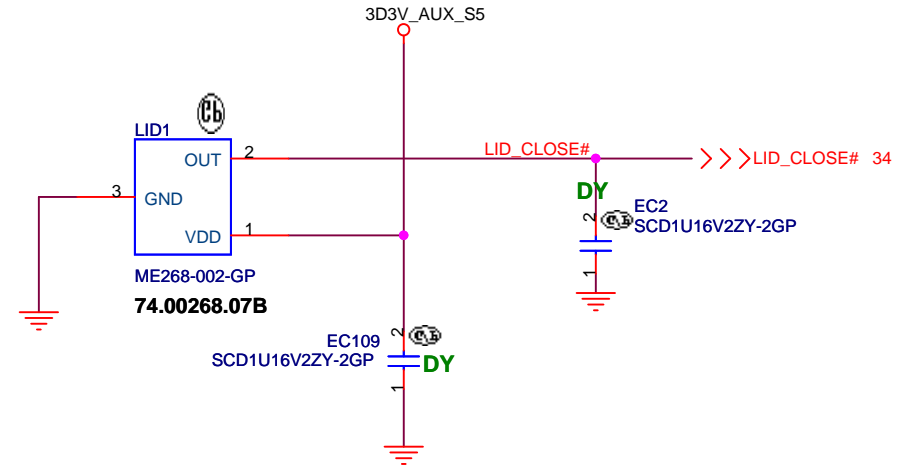 3D3V_AUX_S5
LID1
OUT
2
LID_CLOSE#
LID_CLOSE# 34
3
GND
DY
2
EC2
SCD1U16V2ZY-2GP
VDD
1
1
ME268-002-GP
74.00268.07B
2
EC109
SCD1U16V2ZY-2GP
DY
1